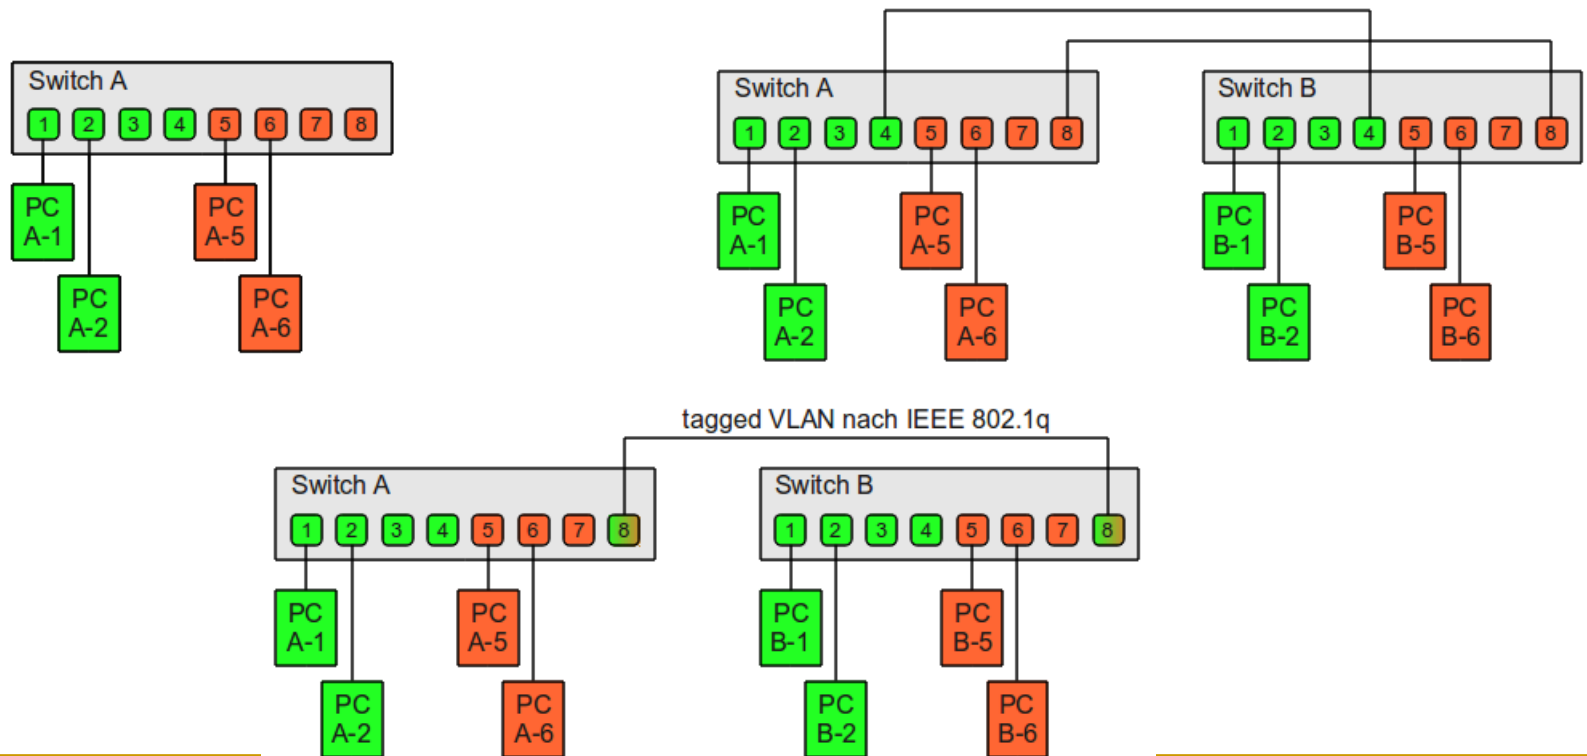 Switch A
1 2 3 4 5 6 7 8
PC
A-1
PC
A-5
PC
A-2
PC
A-6
Switch A
1 2 3 4 5 6 7 8
PC
A-1
PC
A-5
PC
A-2
PC
A-6
Switch B
1 2 3 4 5 6 7 8
PC
B-1
PC
B-5
PC
B-2
PC
B-6
tagged VLAN nach IEEE 802.1q
Switch A
1 2 3 4 5 6 7 8
PC
A-1
PC
A-5
PC
A-2
PC
A-6
Switch B
1 2 3 4 5 6 7 8
PC
B-1
PC
B-5
PC
B-2
PC
B-6